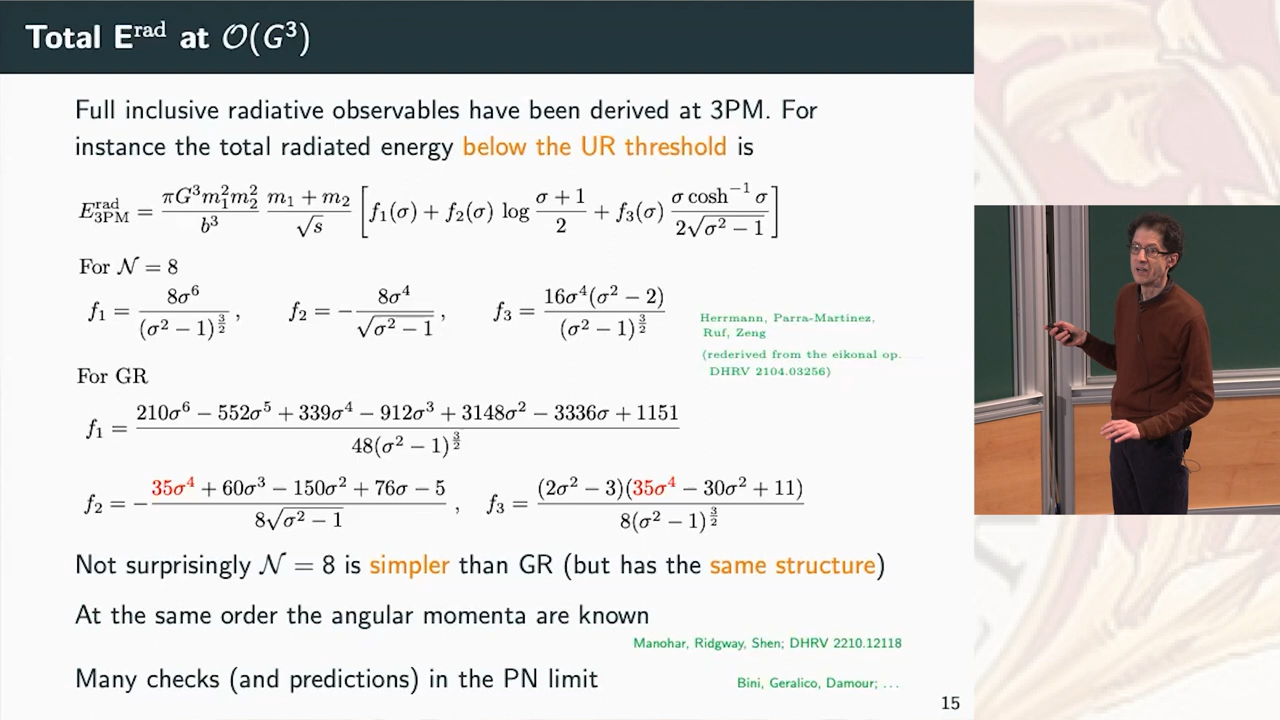 Total E^rad at O(G³)
Full inclusive radiative observables have been derived at 3PM. For
instance the total radiated energy below the UR threshold is
E^rad_3PM = πG³m₁²m₂² / b³ (m₁ + m₂) / √s [ f₁(σ) + f₂(σ) log (σ + 1) / 2 + f₃(σ) σ cosh⁻¹ σ / 2√(σ² − 1) ]
For N = 8
f₁ = 8σ⁶ / (σ² − 1)^(3/2) , f₂ = − 8σ⁴ / √(σ² − 1) , f₃ = 16σ⁴(σ² − 2) / (σ² − 1)^(3/2)
Herrmann, Parra-Martinez,
Ruf, Zeng
(rederived from the eikonal op.
DHRV 2104.03256)
For GR
f₁ = (210σ⁶ − 552σ⁵ + 339σ⁴ − 912σ³ + 3148σ² − 3336σ + 1151) / 48(σ² − 1)^(3/2)
f₂ = − (35σ⁴ + 60σ³ − 150σ² + 76σ − 5) / 8√(σ² − 1) , f₃ = (2σ² − 3)(35σ⁴ − 30σ² + 11) / 8(σ² − 1)^(3/2)
Not surprisingly N = 8 is simpler than GR (but has the same structure)
At the same order the angular momenta are known
Manohar, Ridgway, Shen; DHRV 2210.12118
Many checks (and predictions) in the PN limit
Bini, Geralico, Damour; ...
15